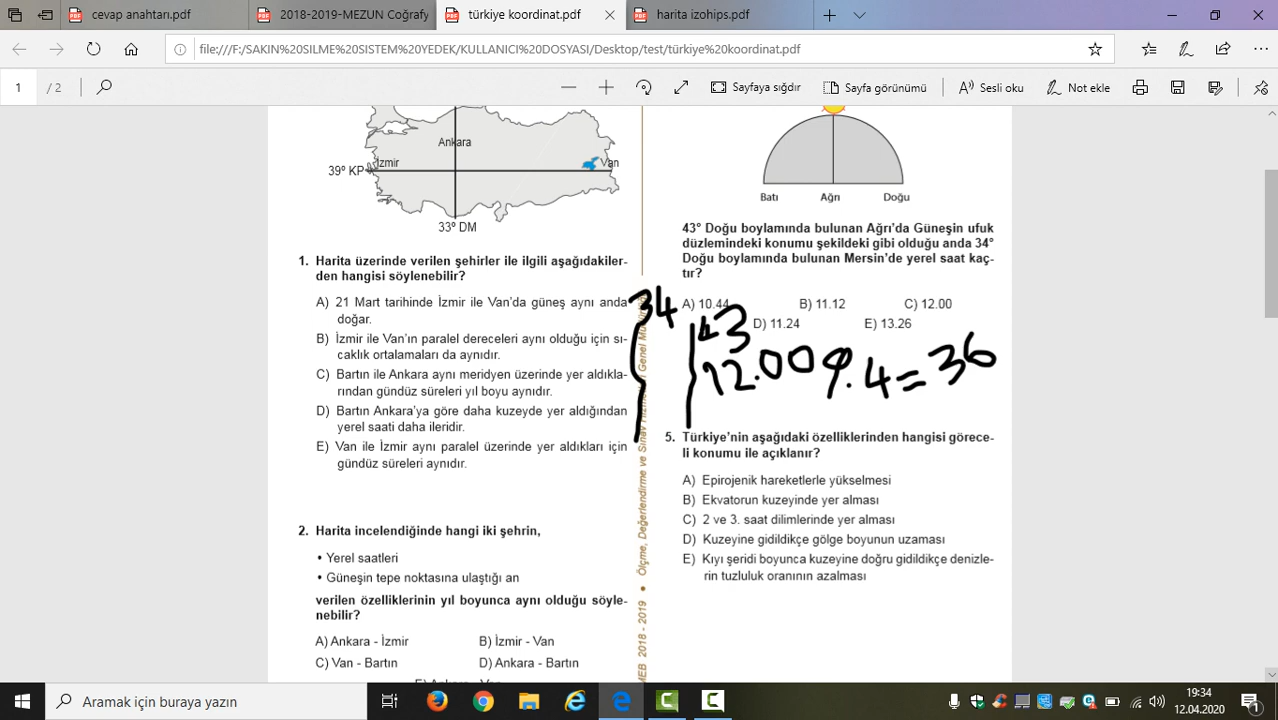 cevap anahtarı.pdf
2018-2019-
PDF
PDF
koordinat.pdf
PDF
2018-2019-
file:///F:/SAKIN%20SILME%20SISTEM%20YEDEK/KULLANICI%20DOSYASI/Desktop/test/türkiye%20koordinat.pdf
1 / 2
Sayfaya sığdır
Sayfa görünümü
Sesli oku
Not ekle
Ankara
İzmir
Van
39º KP
33º DM
1. Harita üzerinde verilen şehirler ile ilgili aşağıdakiler-
den hangisi söylenebilir?
A) 21 Mart tarihinde İzmir ile Van'da güneş aynı anda
doğar.
B) İzmir ile Van'ın paralel dereceleri aynı olduğu için sı-
caklık ortalamaları da aynıdır.
C) Bartın ile Ankara aynı meridyen üzerinde yer aldıkla-
rından gündüz süreleri yıl boyu aynıdır.
D) Bartın Ankara'ya göre daha kuzeyde yer aldığından
yerel saati daha ileridir.
E) Van ile İzmir aynı paralel üzerinde yer aldıkları için
gündüz süreleri aynıdır.
2. Harita incelendiğinde hangi iki şehrin,
• Yerel saatleri
• Güneşin tepe noktasına ulaştığı an
verilen özelliklerinin yıl boyunca aynı olduğu söyle-
nebilir?
A) Ankara - İzmir
B) İzmir - Van
C) Van - Bartın
D) Ankara - Bartın
MEB 2018 - 2019 ● Ölçme, Değerlendirme ve Sınav Hizmetleri Genel Müdürlüğü
Batı
Ağrı
Doğu
43° Doğu boylamında bulunan Ağrı'da Güneşin ufuk
düzlemindeki konumu şekildeki gibi olduğu anda 34°
Doğu boylamında bulunan Mersin'de yerel saat kaç-
tır?
A) 10.44
B) 11.12
C) 12.00
D) 11.24
E) 13.26
34
43
12.00
9.4=36
5. Türkiye'nin aşağıdaki özelliklerinden hangisi görece-
li konumu ile açıklanır?
A) Epirojenik hareketlerle yükselmesi
B) Ekvatorun kuzeyinde yer alması
C) 2 ve 3. saat dilimlerinde yer alması
D) Kuzeyine gidildikçe gölge boyunun uzaması
E) Kıyı şeridi boyunca kuzeyine doğru gidildikçe denizle-
rin tuzluluk oranının azalması
Aramak için buraya yazın
19:34
12.04.2020
1